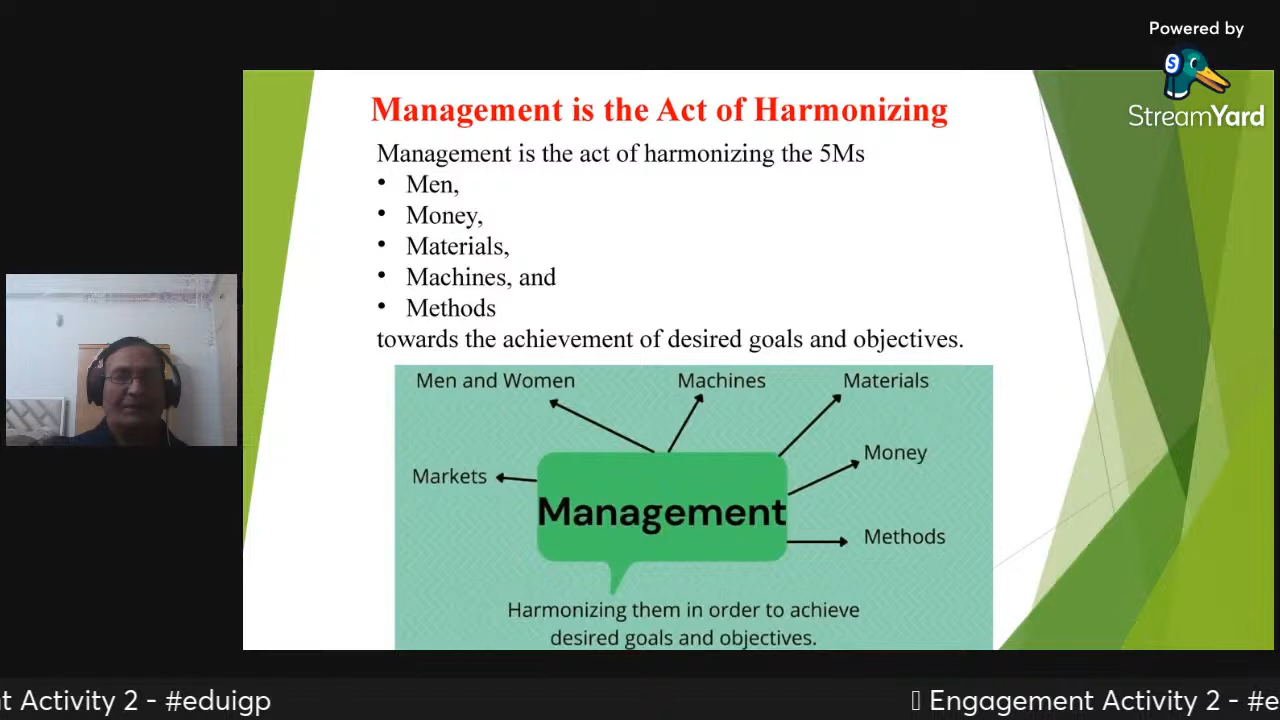 Powered by
StreamYard
Management is the Act of Harmonizing
Management is the act of harmonizing the 5Ms
• Men,
• Money,
• Materials,
• Machines, and
• Methods
towards the achievement of desired goals and objectives.
Men and Women
Machines
Materials
Money
Markets
Management
Methods
Harmonizing them in order to achieve
desired goals and objectives.
t Activity 2 - #eduigp
Engagement Activity 2 - #e